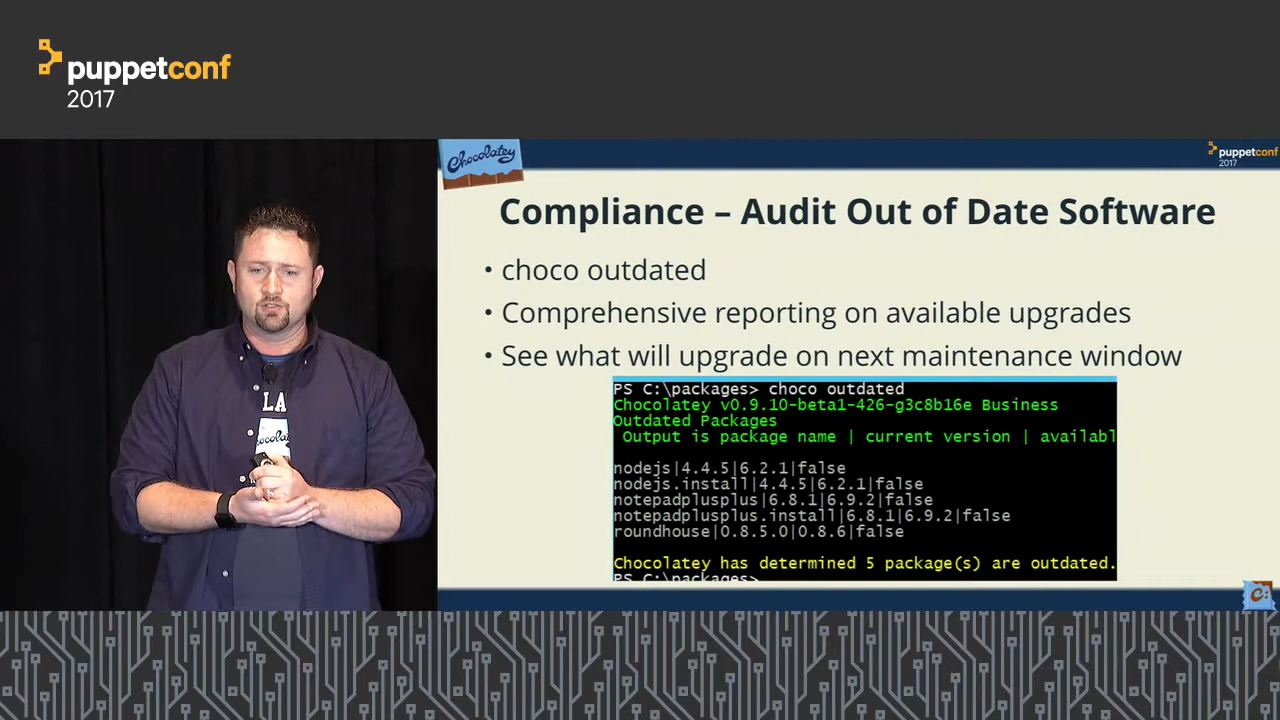 puppetconf
2017
Chocolatey
puppetconf
2017
Compliance – Audit Out of Date Software
• choco outdated
• Comprehensive reporting on available upgrades
• See what will upgrade on next maintenance window
PS C:\packages> choco outdated
Chocolatey v0.9.10-beta1-426-g3c8b16e Business
Outdated Packages
Output is package name | current version | availabl
nodejs|4.4.5|6.2.1|false
nodejs.install|4.4.5|6.2.1|false
notepadplusplus|6.8.1|6.9.2|false
notepadplusplus.install|6.8.1|6.9.2|false
roundhouse|0.8.5.0|0.8.6|false
Chocolatey has determined 5 package(s) are outdated.
PS C:\packages>
LA